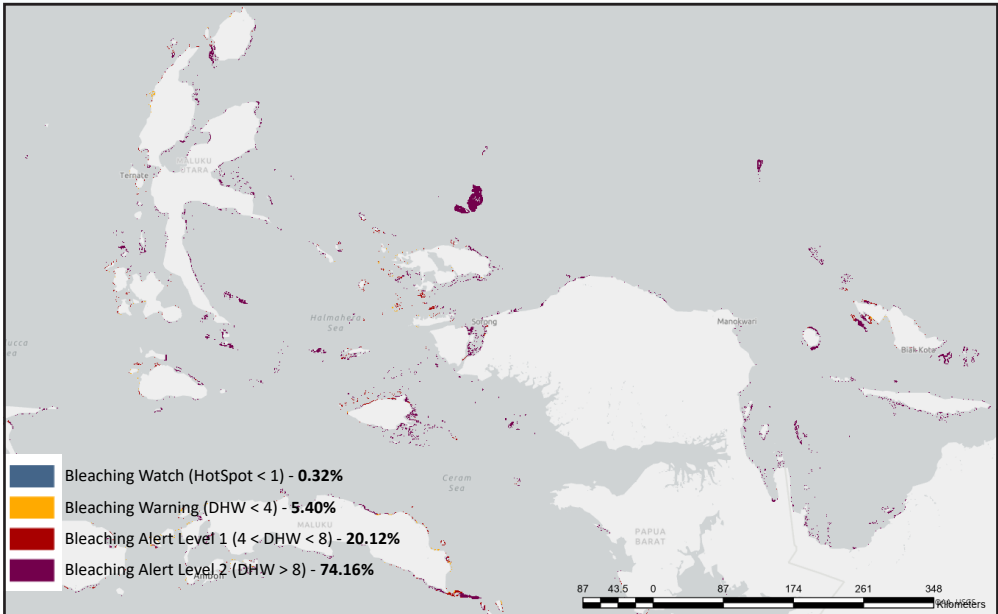 MALUKU
UTARA
Ternate
Halmahera
Sea
Sorong
Manokwari
Biak Kota
ucca
ea
Ceram
Sea
MALUKU
Ambon
PAPUA
BARAT
Bleaching Watch (HotSpot < 1) - 0.32%
Bleaching Warning (DHW < 4) - 5.40%
Bleaching Alert Level 1 (4 < DHW < 8) - 20.12%
Bleaching Alert Level 2 (DHW > 8) - 74.16%
87 43.5 0 87 174 261 348
Kilometers